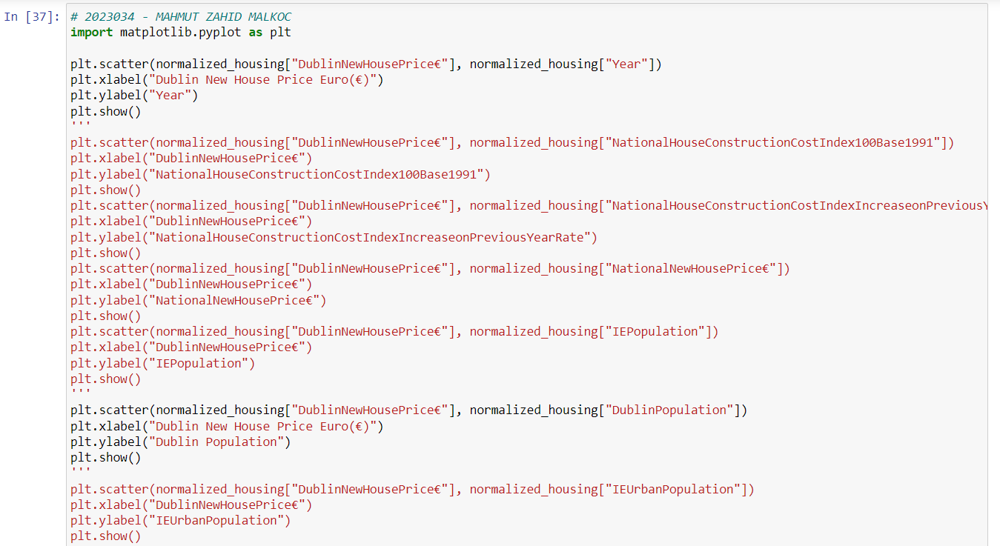 In [37]: # 2023034 - MAHMUT ZAHID MALKOC
import matplotlib.pyplot as plt
plt.scatter(normalized_housing["DublinNewHousePrice€"], normalized_housing["Year"])
plt.xlabel("Dublin New House Price Euro(€)")
plt.ylabel("Year")
plt.show()
'''
plt.scatter(normalized_housing["DublinNewHousePrice€"], normalized_housing["NationalHouseConstructionCostIndex100Base1991"])
plt.xlabel("DublinNewHousePrice€")
plt.ylabel("NationalHouseConstructionCostIndex100Base1991")
plt.show()
plt.scatter(normalized_housing["DublinNewHousePrice€"], normalized_housing["NationalHouseConstructionCostIndexIncreaseonPreviousY
plt.xlabel("DublinNewHousePrice€")
plt.ylabel("NationalHouseConstructionCostIndexIncreaseonPreviousYearRate")
plt.show()
plt.scatter(normalized_housing["DublinNewHousePrice€"], normalized_housing["NationalNewHousePrice€"])
plt.xlabel("DublinNewHousePrice€")
plt.ylabel("NationalNewHousePrice€")
plt.show()
plt.scatter(normalized_housing["DublinNewHousePrice€"], normalized_housing["IEPopulation"])
plt.xlabel("DublinNewHousePrice€")
plt.ylabel("IEPopulation")
plt.show()
'''
plt.scatter(normalized_housing["DublinNewHousePrice€"], normalized_housing["DublinPopulation"])
plt.xlabel("Dublin New House Price Euro(€)")
plt.ylabel("Dublin Population")
plt.show()
'''
plt.scatter(normalized_housing["DublinNewHousePrice€"], normalized_housing["IEUrbanPopulation"])
plt.xlabel("DublinNewHousePrice€")
plt.ylabel("IEUrbanPopulation")
plt.show()